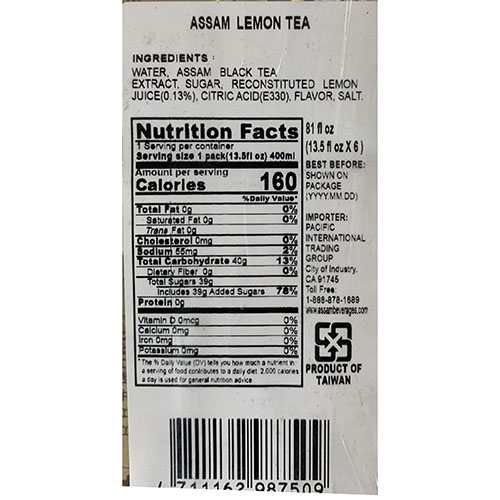 ASSAM LEMON TEA
INGREDIENTS :
WATER, ASSAM BLACK TEA
EXTRACT, SUGAR, RECONSTITUTED LEMON
JUICE(0.13%), CITRIC ACID(E330), FLAVOR, SALT.
Nutrition Facts
1 Serving per container
Serving size 1 pack(13.5fl oz) 400ml
Amount per serving
Calories 160
%Daily Value*
Total Fat 0g 0%
Saturated Fat 0g 0%
Trans Fat 0g
Cholesterol 0mg 0%
Sodium 55mg 2%
Total Carbohydrate 40g 13%
Dietary Fiber 0g 0%
Total Sugars 39g
Includes 39g Added Sugars 78%
Protein 0g
Vitamin D 0mcg 0%
Calcium 0mg 0%
Iron 0mg 0%
Potassium 0mg 0%
*The % Daily Value (DV) tells you how much a nutrient in
a serving of food contributes to a daily diet. 2,000 calories
a day is used for general nutrition advice.
81 fl oz
(13.5 fl oz X 6)
BEST BEFORE:
SHOWN ON
PACKAGE
(YYYY.MM.DD)
IMPORTER:
PACIFIC
INTERNATIONAL
TRADING
GROUP
City of Industry,
CA 91745
Toll Free:
1-888-878-1689
www.assambeverages.com
PRODUCT OF
TAIWAN
4 711162 987509